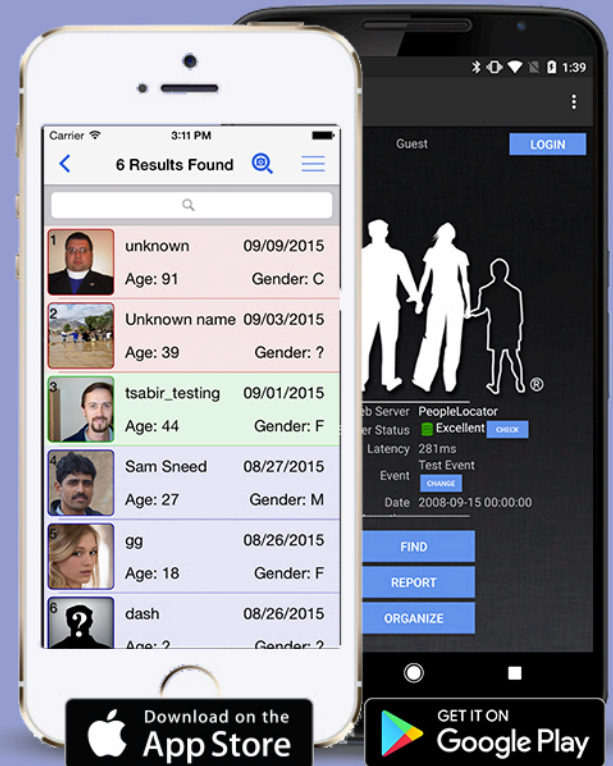 Carrier 3:11 PM
6 Results Found
1
unknown 09/09/2015
Age: 91 Gender: C
2
Unknown name 09/03/2015
Age: 39 Gender: ?
3
tsabir_testing 09/01/2015
Age: 44 Gender: F
4
Sam Sneed 08/27/2015
Age: 27 Gender: M
5
gg 08/26/2015
Age: 18 Gender: F
6
dash 08/26/2015
Age: ? Gender: ?
Download on the
App Store
1:39
Guest LOGIN
®
Server PeopleLocator
Status Excellent CHECK
Latency 281ms
Event Test Event
CHANGE
Date 2008-09-15 00:00:00
FIND
REPORT
ORGANIZE
GET IT ON
Google Play